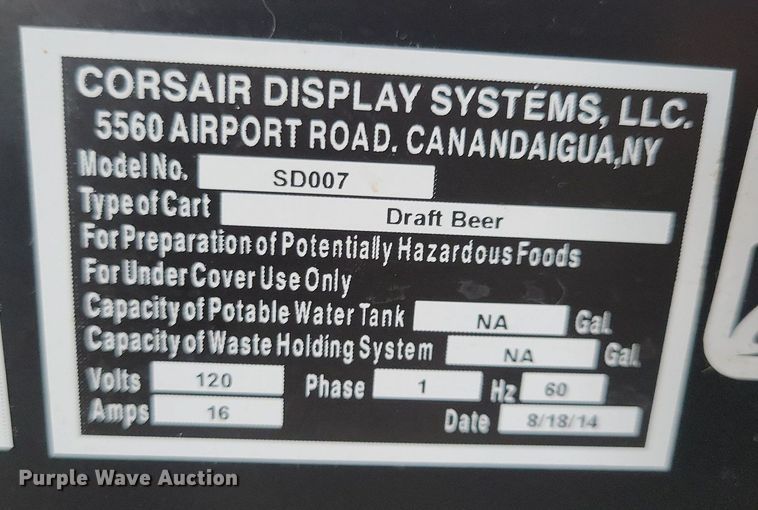 CORSAIR DISPLAY SYSTEMS, LLC.
5560 AIRPORT ROAD. CANANDAIGUA,NY
Model No. SD007
Type of Cart Draft Beer
For Preparation of Potentially Hazardous Foods
For Under Cover Use Only
Capacity of Potable Water Tank NA Gal.
Capacity of Waste Holding System NA Gal.
Volts 120 Phase 1 Hz 60
Amps 16 Date 8/18/14
Purple Wave Auction